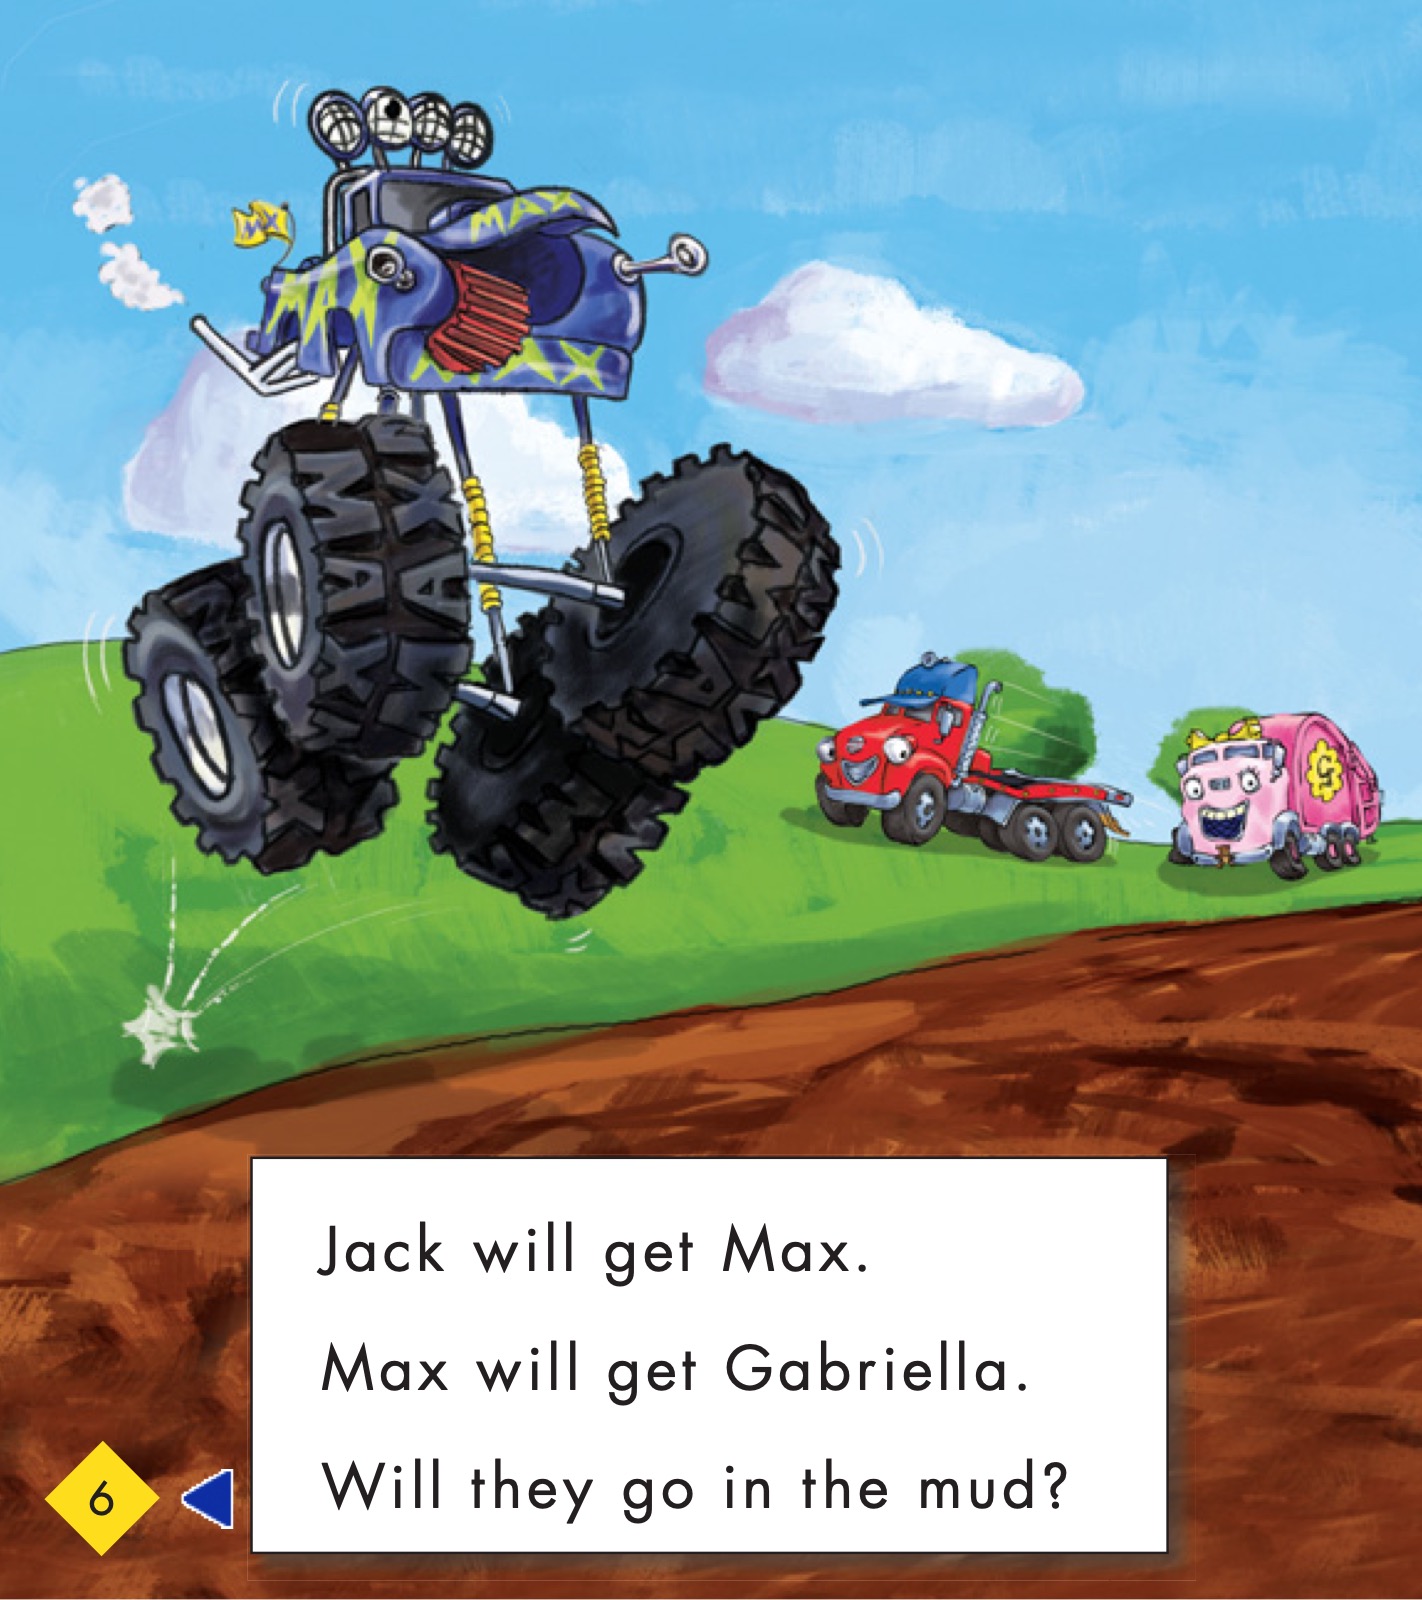 MAX
MX
MAX
MAX
MAX
MAX
G
Jack will get Max.
Max will get Gabriella.
Will they go in the mud?
6